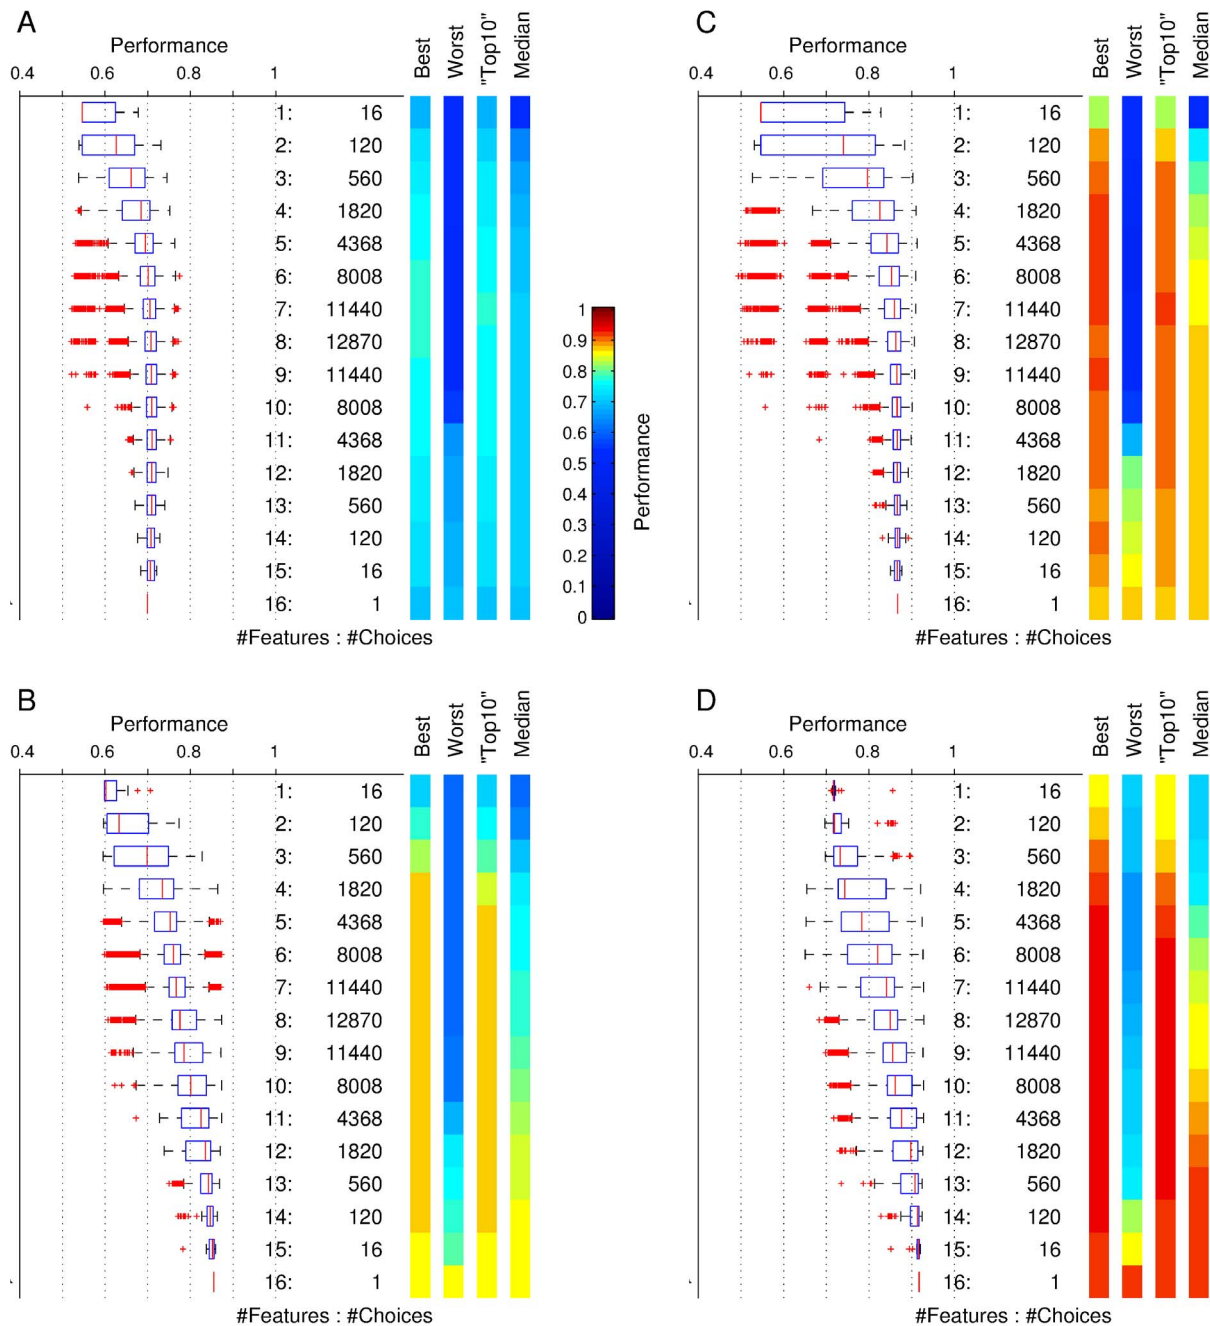 A
Performance
0.4 0.6 0.8 1
Best
Worst
"Top10"
Median
1: 16
2: 120
3: 560
4: 1820
5: 4368
6: 8008
7: 11440
8: 12870
9: 11440
10: 8008
11: 4368
12: 1820
13: 560
14: 120
15: 16
16: 1
#Features : #Choices
1
0.9
0.8
0.7
0.6
0.5
0.4
0.3
0.2
0.1
0
Performance
C
Performance
0.4 0.6 0.8 1
Best
Worst
"Top10"
Median
1: 16
2: 120
3: 560
4: 1820
5: 4368
6: 8008
7: 11440
8: 12870
9: 11440
10: 8008
11: 4368
12: 1820
13: 560
14: 120
15: 16
16: 1
#Features : #Choices
B
Performance
0.4 0.6 0.8 1
Best
Worst
"Top10"
Median
1: 16
2: 120
3: 560
4: 1820
5: 4368
6: 8008
7: 11440
8: 12870
9: 11440
10: 8008
11: 4368
12: 1820
13: 560
14: 120
15: 16
16: 1
#Features : #Choices
D
Performance
0.4 0.6 0.8 1
Best
Worst
"Top10"
Median
1: 16
2: 120
3: 560
4: 1820
5: 4368
6: 8008
7: 11440
8: 12870
9: 11440
10: 8008
11: 4368
12: 1820
13: 560
14: 120
15: 16
16: 1
#Features : #Choices